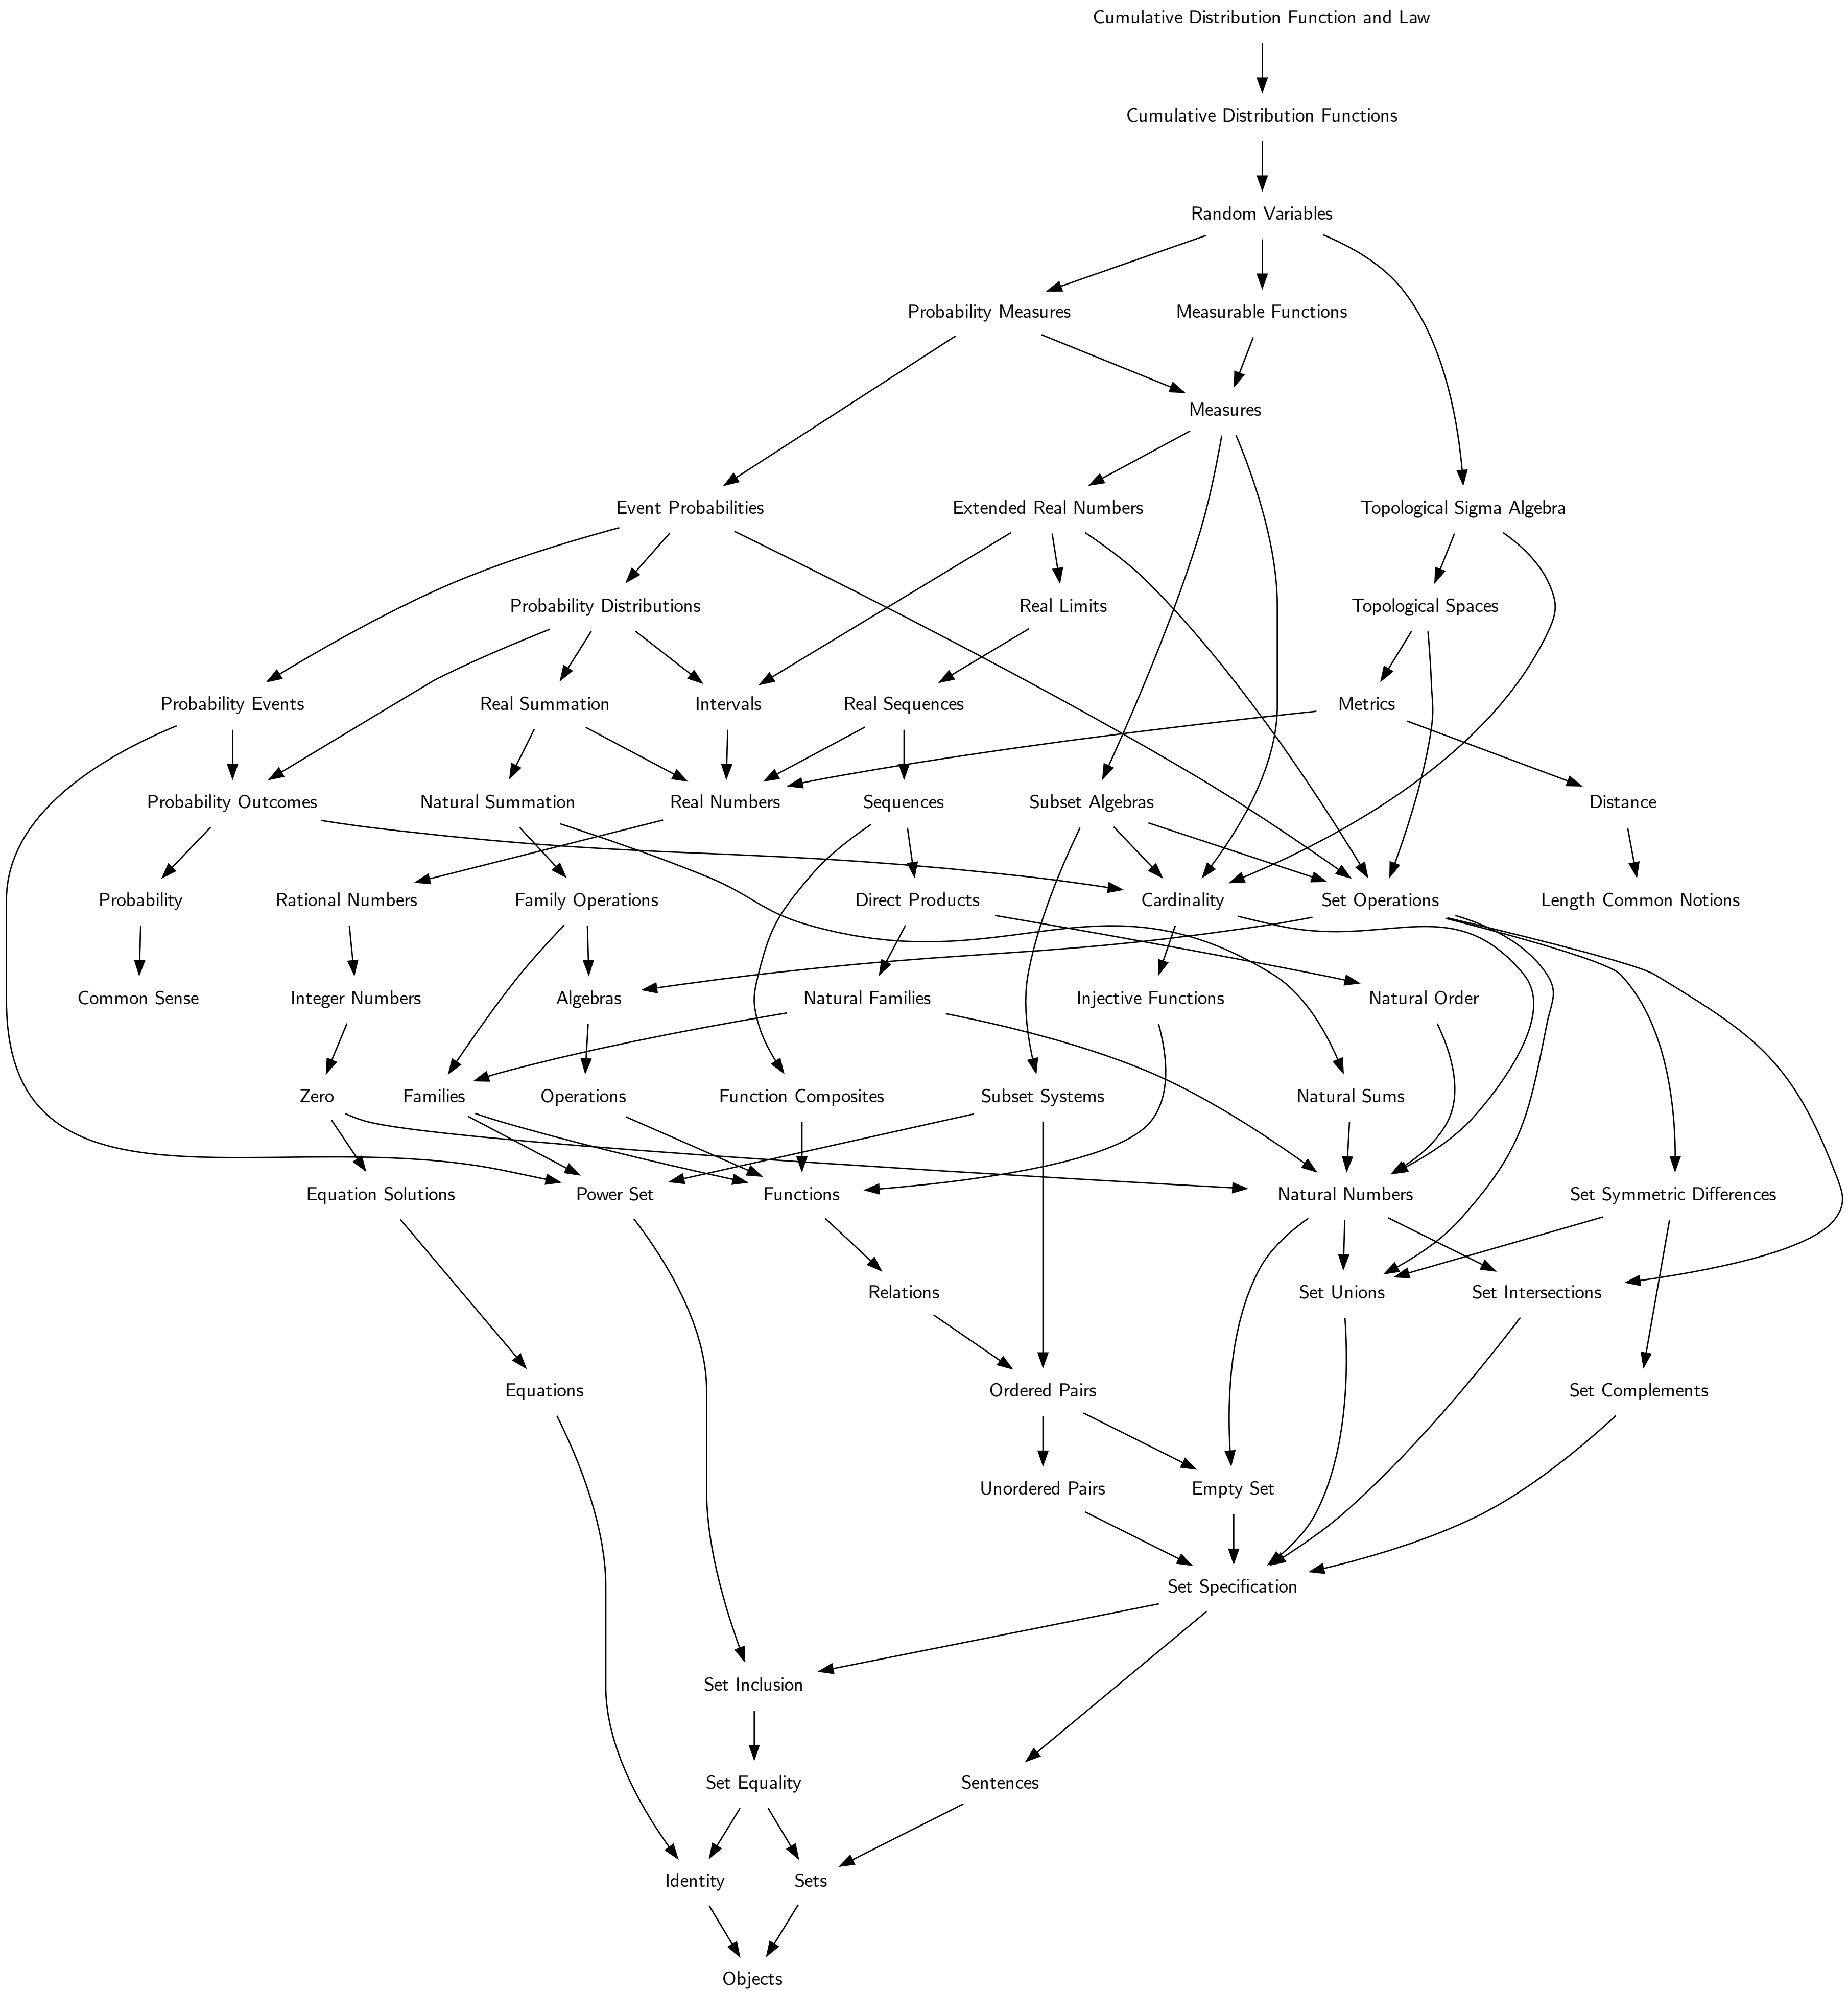 Cumulative Distribution Function and Law
Cumulative Distribution Functions
Random Variables
Probability Measures
Measurable Functions
Measures
Event Probabilities
Extended Real Numbers
Topological Sigma Algebra
Probability Distributions
Real Limits
Topological Spaces
Probability Events
Real Summation
Intervals
Real Sequences
Metrics
Probability Outcomes
Natural Summation
Real Numbers
Sequences
Subset Algebras
Distance
Probability
Rational Numbers
Family Operations
Direct Products
Cardinality
Set Operations
Length Common Notions
Common Sense
Integer Numbers
Algebras
Natural Families
Injective Functions
Natural Order
Zero
Families
Operations
Function Composites
Subset Systems
Natural Sums
Equation Solutions
Power Set
Functions
Natural Numbers
Set Symmetric Differences
Relations
Set Unions
Set Intersections
Equations
Ordered Pairs
Set Complements
Unordered Pairs
Empty Set
Set Specification
Set Inclusion
Set Equality
Sentences
Identity
Sets
Objects